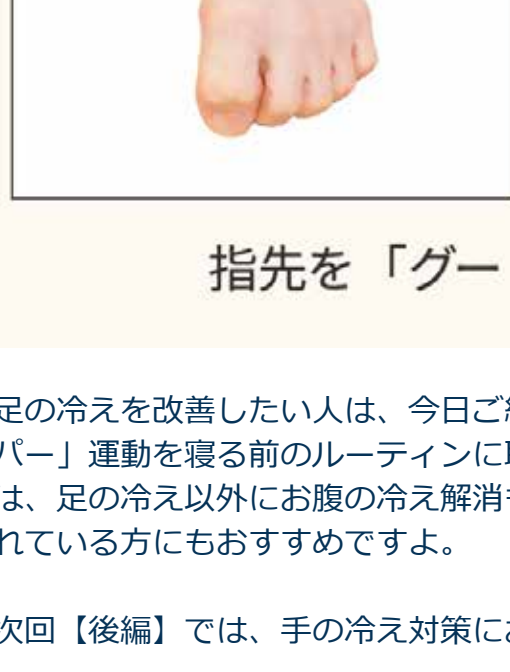 指先を「グー
足の冷えを改善したい人は、今日ご
パー」運動を寝る前のルーティンに
は、足の冷え以外にお腹の冷え解消
れている方にもおすすめですよ。
次回【後編】では、手の冷え対策に